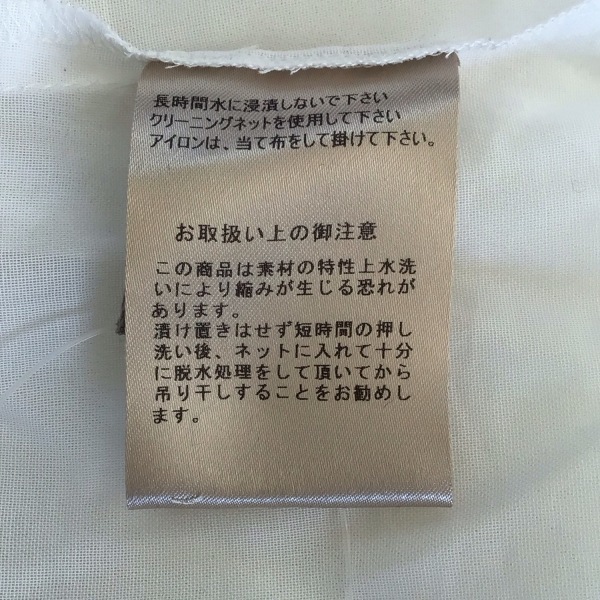 長時間水に浸漬しないで下さい
クリーニングネットを使用して下さい
アイロンは、当て布をして掛けて下さい。
お取扱い上の御注意
この商品は素材の特性上水洗
いにより縮みが生じる恐れが
あります。
漬け置きはせず短時間の押し
洗い後、ネットに入れて十分
に脱水処理をして頂いてから
吊り干しすることをお勧めし
ます。